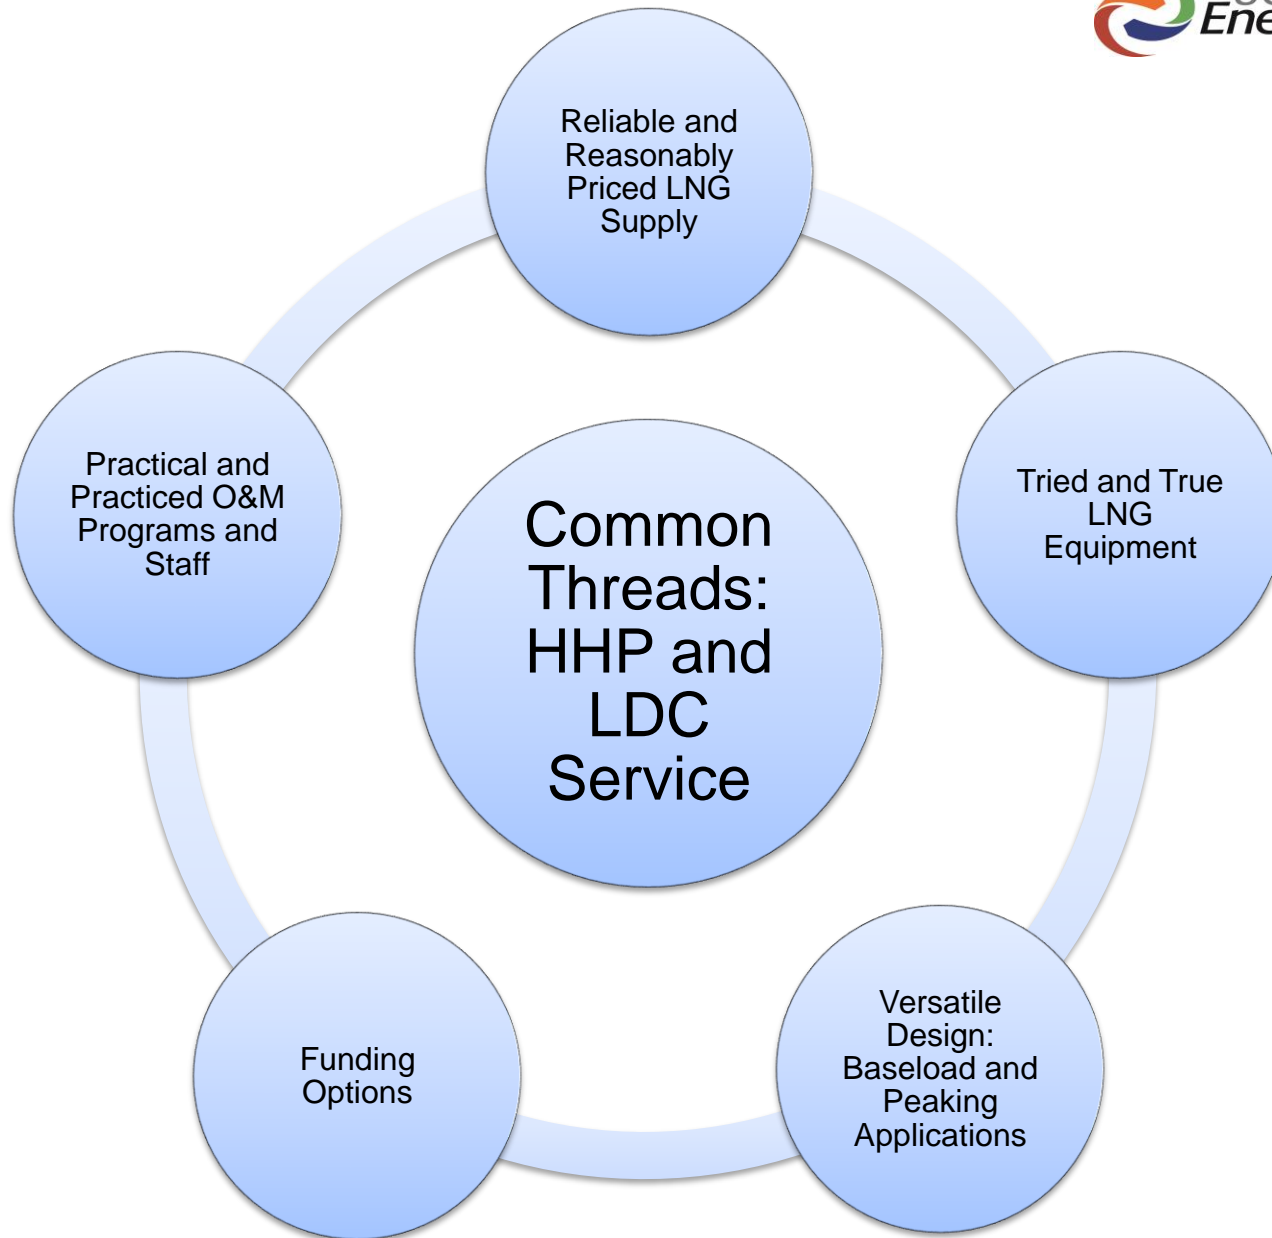 Reliable and
Reasonably
Priced LNG
Supply
Practical and
Practiced O&M
Programs and
Staff
Common
Threads:
HHP and
LDC
Service
Tried and True
LNG
Equipment
Funding
Options
Versatile
Design:
Baseload and
Peaking
Applications